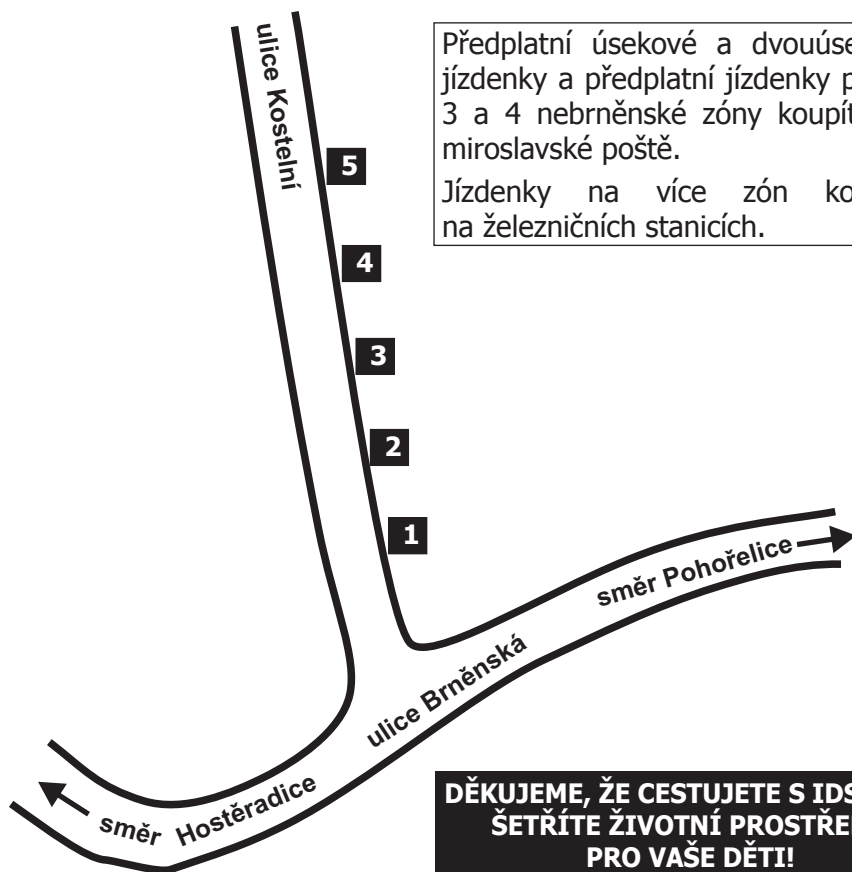 Předplatní úsekové a dvouúse
jízdenky a předplatní jízdenky p
3 a 4 nebrněnské zóny koupít
miroslavské poště.
Jízdenky na více zón ko
na železničních stanicích.
ulice Kostelní
5
4
3
2
1
směr Pohořelice
ulice Brněnská
směr Hostěradice
DĚKUJEME, ŽE CESTUJETE S IDS
ŠETŘÍTE ŽIVOTNÍ PROSTŘE
PRO VAŠE DĚTI!